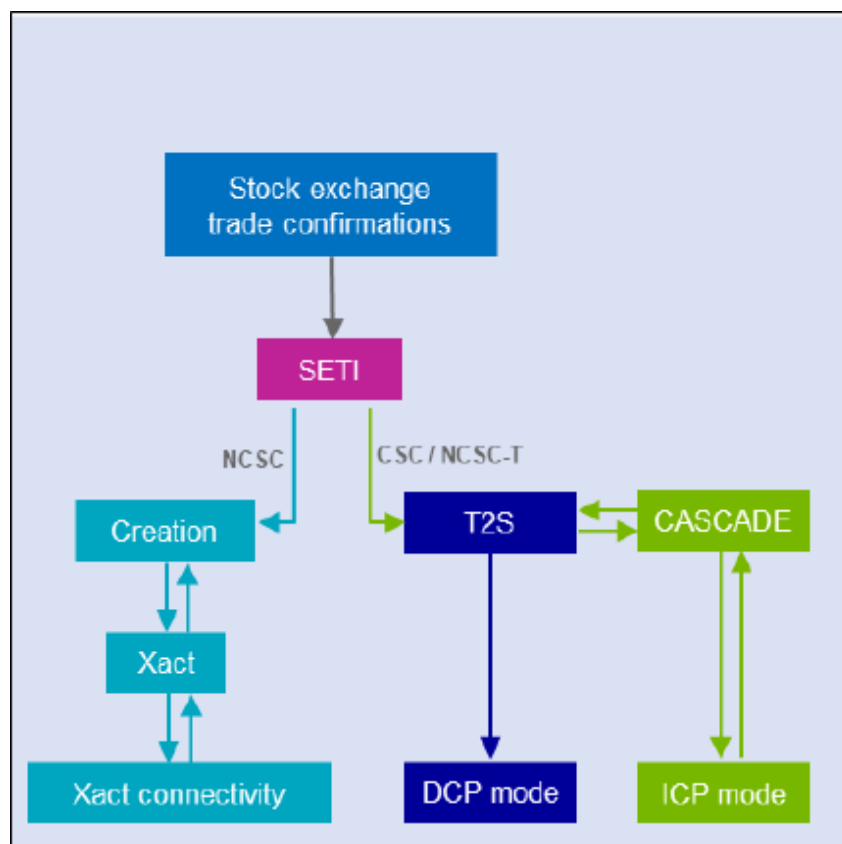 Stock exchange
trade confirmations
SETI
NCSC
CSC / NCSC-T
Creation
T2S
CASCADE
Xact
Xact connectivity
DCP mode
ICP mode